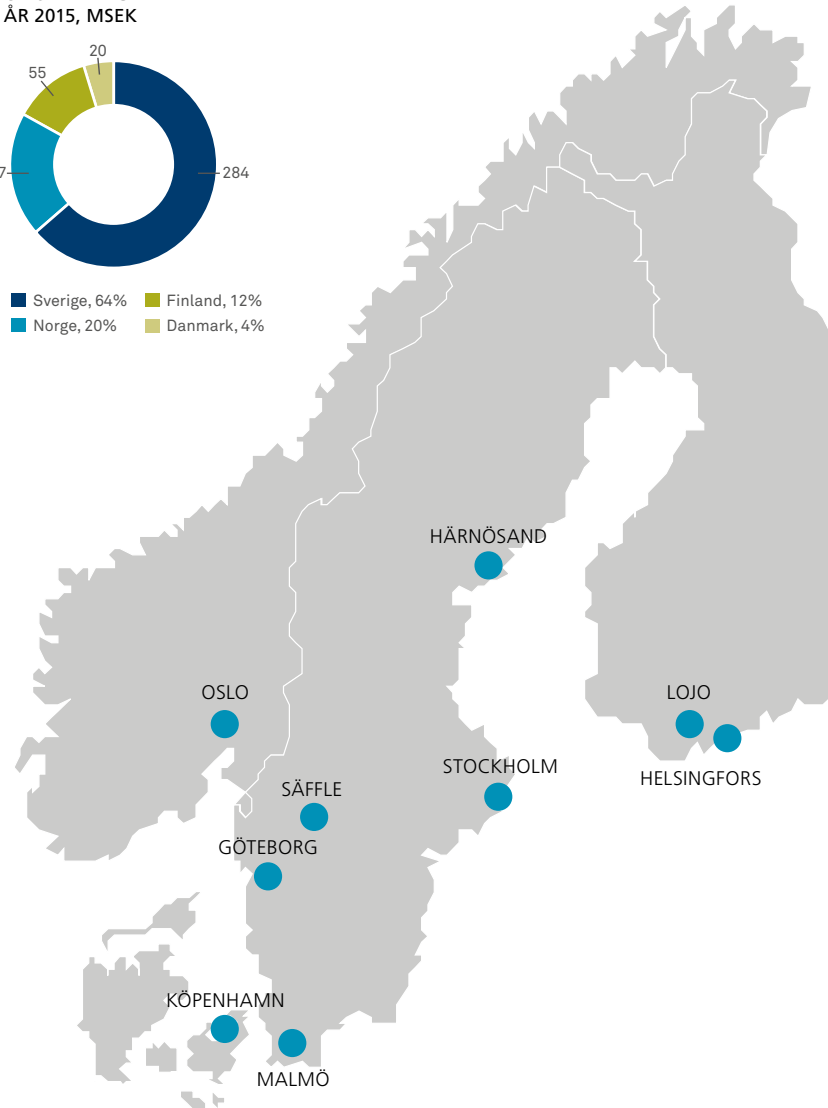 ÅR 2015, MSEK
20
55
7
284
Sverige, 64%
Finland, 12%
Norge, 20%
Danmark, 4%
HÄRNÖSAND
OSLO
LOJO
STOCKHOLM
HELSINGFORS
SÄFFLE
GÖTEBORG
KÖPENHAMN
MALMÖ